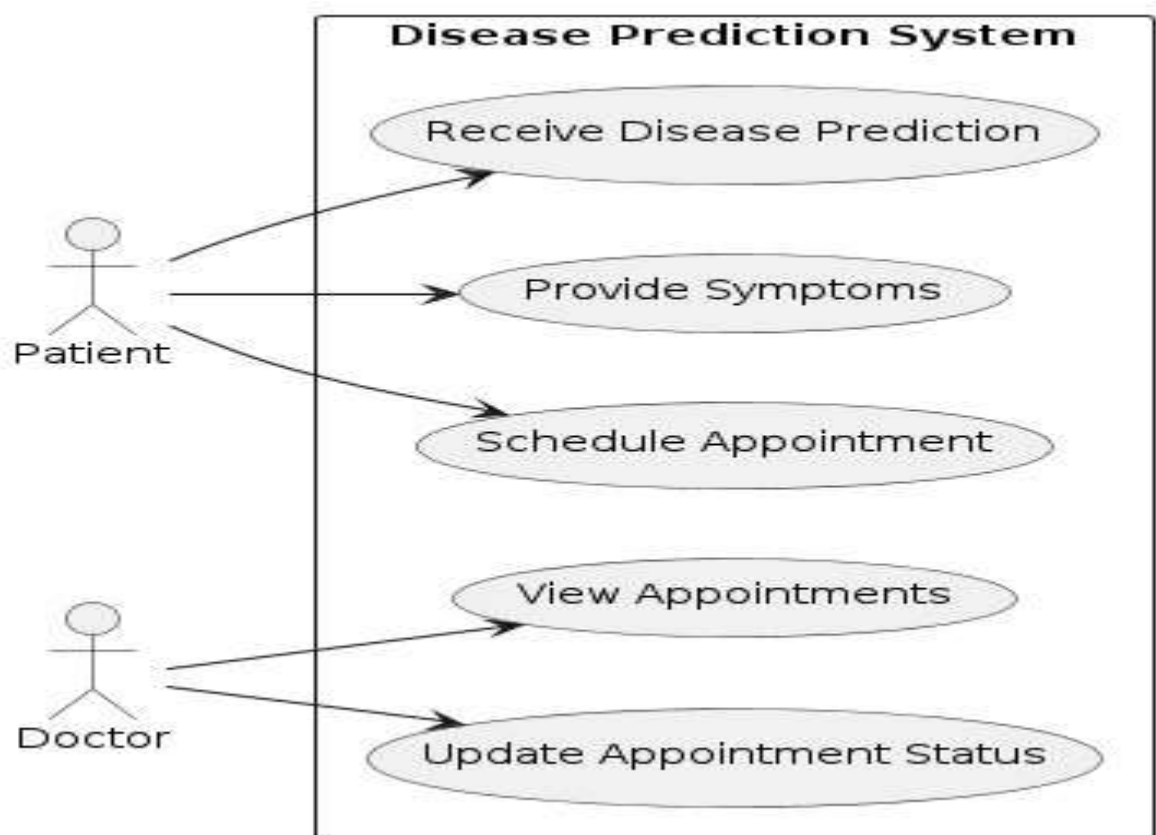 Disease Prediction System
Receive Disease Prediction
Provide Symptoms
Patient
Schedule Appointment
View Appointments
Doctor
Update Appointment Status